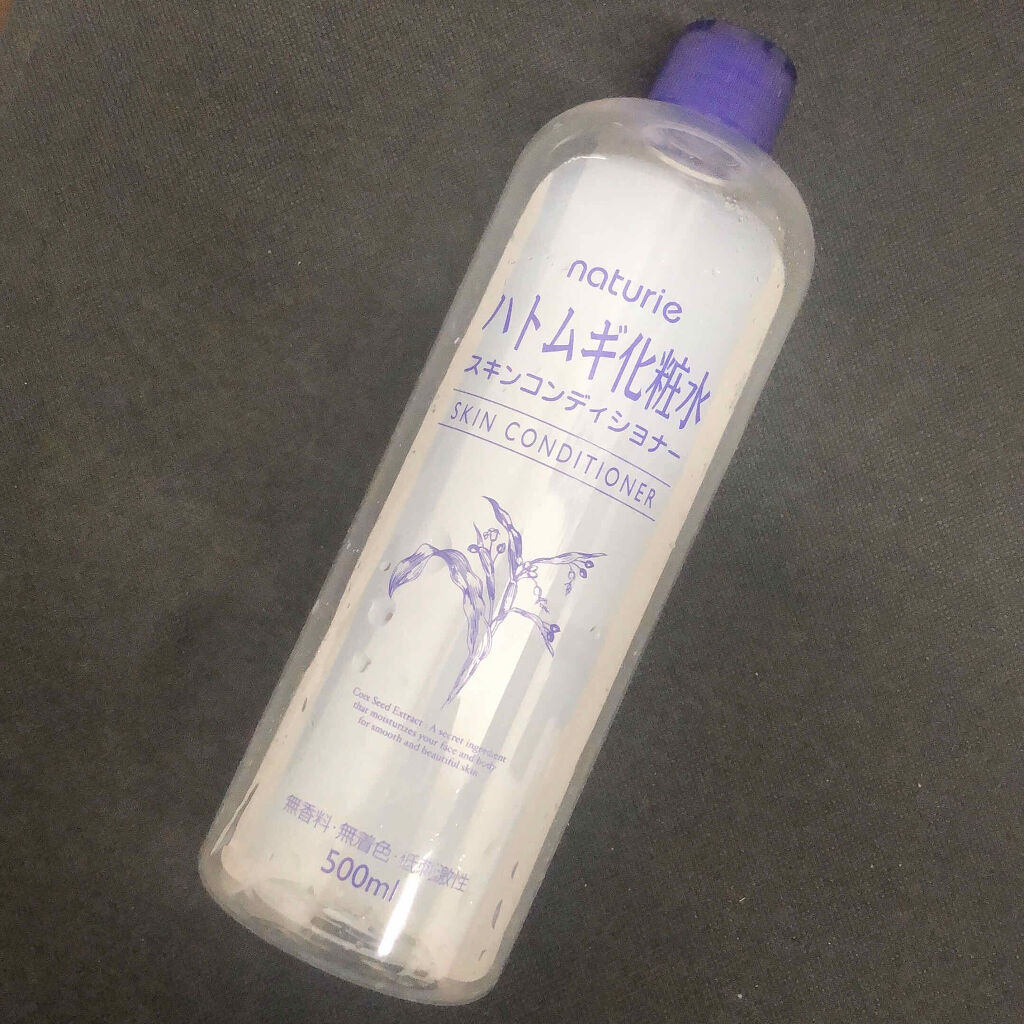 naturie
ハトムギ化粧水
スキンコンディショナー
SKIN CONDITIONER
Coix Seed Extract - A secret ingredient
that moisturizes your face and body
for smooth and beautiful skin
無香料・無着色・低刺激性
500ml